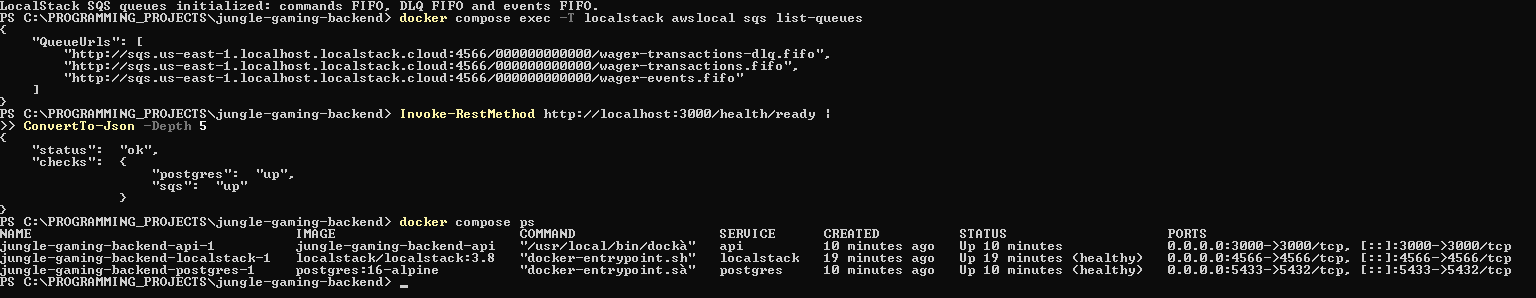 LocalStack SQS queues initialized: commands FIFO, DLQ FIFO and events FIFO.
PS C:\PROGRAMMING_PROJECTS\jungle-gaming-backend> docker compose exec -T localstack awslocal sqs list-queues
{
    "QueueUrls": [
        "http://sqs.us-east-1.localhost.localstack.cloud:4566/000000000000/wager-transactions-dlq.fifo",
        "http://sqs.us-east-1.localhost.localstack.cloud:4566/000000000000/wager-transactions.fifo",
        "http://sqs.us-east-1.localhost.localstack.cloud:4566/000000000000/wager-events.fifo"
    ]
}
PS C:\PROGRAMMING_PROJECTS\jungle-gaming-backend> Invoke-RestMethod http://localhost:3000/health/ready |
>> ConvertTo-Json -Depth 5
{
    "status":  "ok",
    "checks":  {
                   "postgres":  "up",
                   "sqs":  "up"
               }
}
PS C:\PROGRAMMING_PROJECTS\jungle-gaming-backend> docker compose ps
NAME                                IMAGE                       COMMAND                  SERVICE      CREATED          STATUS                    PORTS
jungle-gaming-backend-api-1         jungle-gaming-backend-api   "/usr/local/bin/dockà"   api          10 minutes ago   Up 10 minutes             0.0.0.0:3000->3000/tcp, [::]:3000->3000/tcp
jungle-gaming-backend-localstack-1  localstack/localstack:3.8   "docker-entrypoint.sh"   localstack   19 minutes ago   Up 19 minutes (healthy)   0.0.0.0:4566->4566/tcp, [::]:4566->4566/tcp
jungle-gaming-backend-postgres-1    postgres:16-alpine          "docker-entrypoint.sà"   postgres     10 minutes ago   Up 10 minutes (healthy)   0.0.0.0:5433->5432/tcp, [::]:5433->5432/tcp
PS C:\PROGRAMMING_PROJECTS\jungle-gaming-backend> _